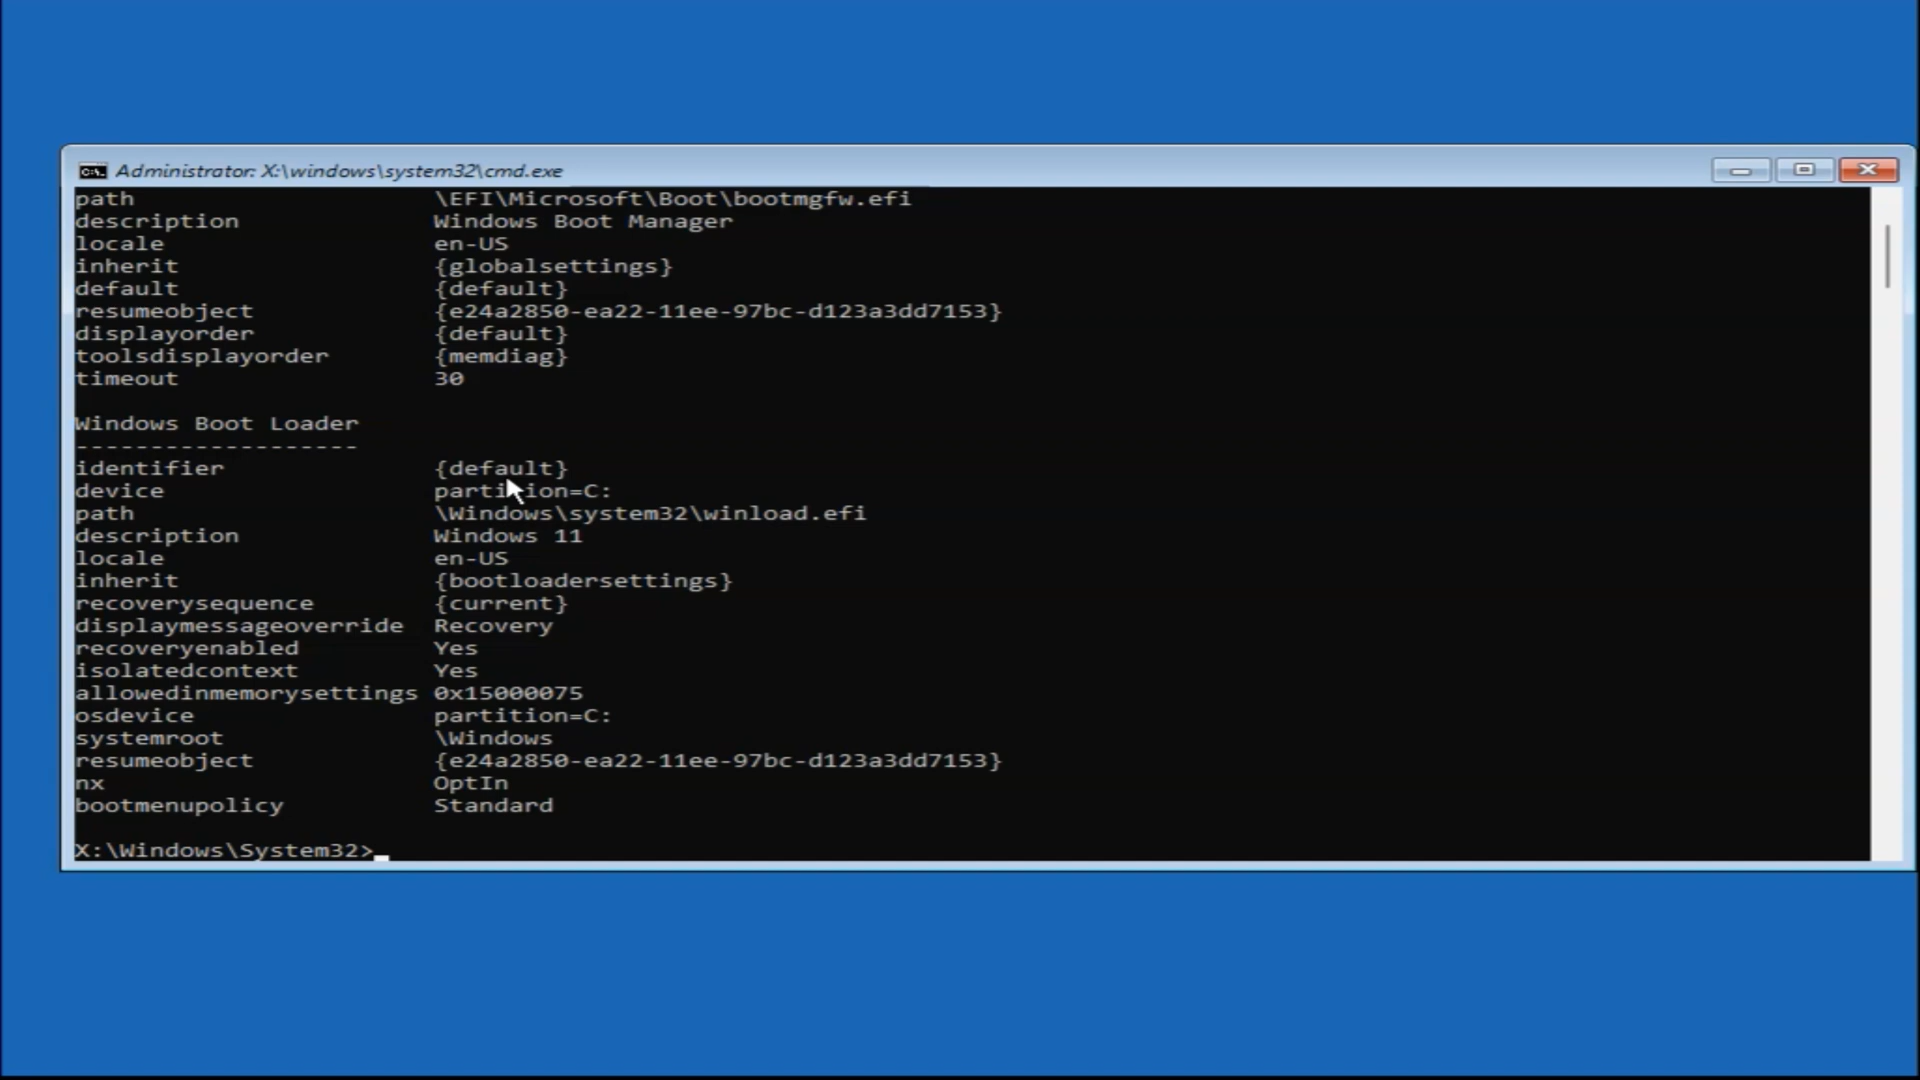 Administrator: X:\windows\system32\cmd.exe
path \EFI\Microsoft\Boot\bootmgfw.efi
description Windows Boot Manager
locale en-US
inherit {globalsettings}
default {default}
resumeobject {e24a2850-ea22-11ee-97bc-d123a3dd7153}
displayorder {default}
toolsdisplayorder {memdiag}
timeout 30
Windows Boot Loader
-------------------
identifier {default}
device partition=C:
path \Windows\system32\winload.efi
description Windows 11
locale en-US
inherit {bootloadersettings}
recoverysequence {current}
displaymessageoverride Recovery
recoveryenabled Yes
isolatedcontext Yes
allowedinmemorysettings 0x15000075
osdevice partition=C:
systemroot \Windows
resumeobject {e24a2850-ea22-11ee-97bc-d123a3dd7153}
nx OptIn
bootmenupolicy Standard
X:\Windows\System32>